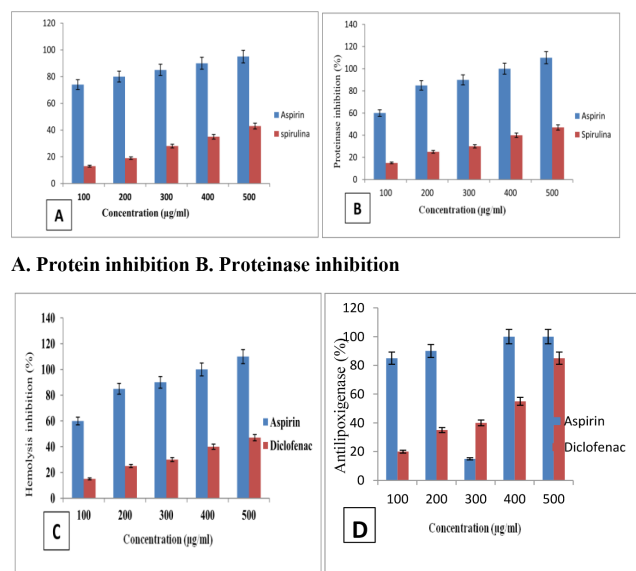 120
100
80
60
40
20
0
100 200 300 400 500
Concentration (µg/ml)
Aspirin
spirulina
A
Proteinase inhibition (%)
140
120
100
80
60
40
20
0
100 200 300 400 500
Concentration (µg/ml)
Aspirin
Spirulina
B
A. Protein inhibition B. Proteinase inhibition
Hemolysis inhibition (%)
140
120
100
80
60
40
20
0
100 200 300 400 500
Concentration (µg/ml)
Aspirin
Diclofenac
C
Antilipoxigenase (%)
120
100
80
60
40
20
0
100 200 300 400 500
Concentration (µg/ml)
Aspirin
Diclofenac
D